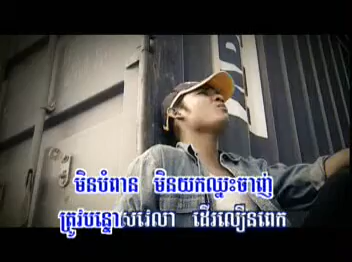 មិនបំពាន មិនយកឈ្នះចាញ់
ត្រូវបន្ទោសវេលា ដើរលឿនពេក